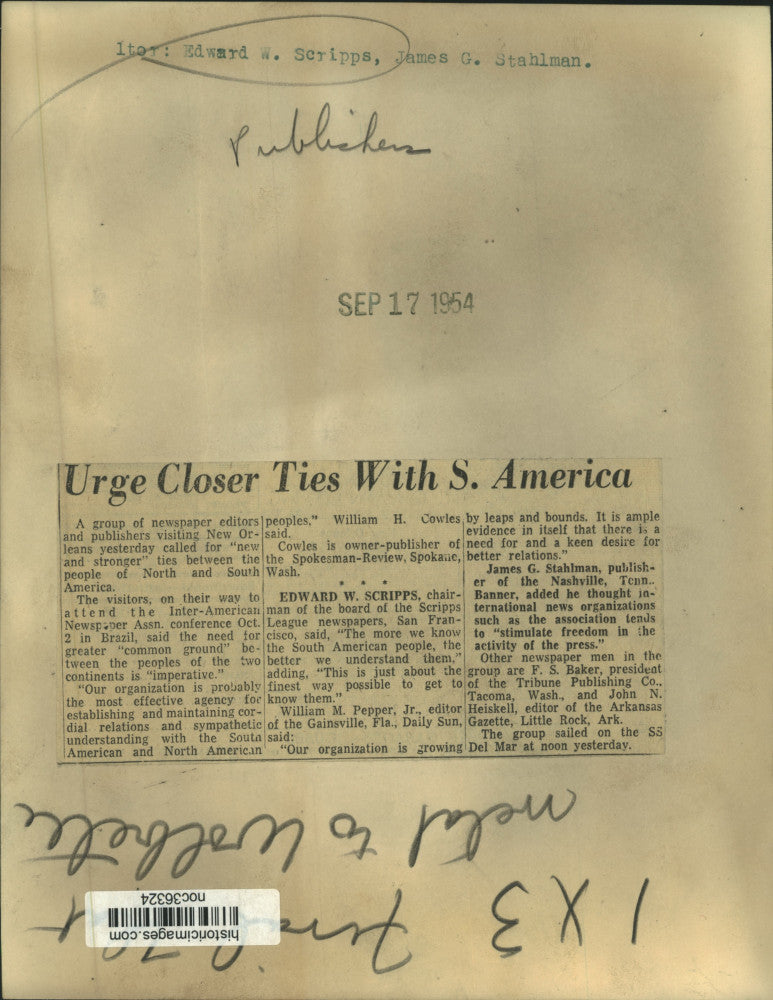 ltor: Edward W. Scripps, James G. Stahlman.
Publishers
SEP 17 1954
Urge Closer Ties With S. America
A group of newspaper editors
and publishers visiting New Or-
leans yesterday called for "new
and stronger" ties between the
people of North and South
America.
The visitors, on their way to
attend the Inter-American
Newspaper Assn. conference Oct.
2 in Brazil, said the need for
greater "common ground" be-
tween the peoples of the two
continents is "imperative."
"Our organization is probably
the most effective agency for
establishing and maintaining cor-
dial relations and sympathetic
understanding with the South
American and North American
peoples," William H. Cowles
said.
Cowles is owner-publisher of
the Spokesman-Review, Spokane,
Wash.
* * *
EDWARD W. SCRIPPS, chair-
man of the board of the Scripps
League newspapers, San Fran-
cisco, said, "The more we know
the South American people, the
better we understand them,"
adding, "This is just about the
finest way possible to get to
know them."
William M. Pepper, Jr., editor
of the Gainsville, Fla., Daily Sun,
said:
"Our organization is growing
by leaps and bounds. It is ample
evidence in itself that there is a
need for and a keen desire for
better relations."
James G. Stahlman, publish-
er of the Nashville, Tenn..
Banner, added he thought in-
ternational news organizations
such as the association tends
to "stimulate freedom in the
activity of the press."
Other newspaper men in the
group are F. S. Baker, president
of the Tribune Publishing Co.,
Tacoma, Wash., and John N.
Heiskell, editor of the Arkansas
Gazette, Little Rock, Ark.
The group sailed on the SS
Del Mar at noon yesterday.
metal to
1 X 3
historicimages.com
noc36324